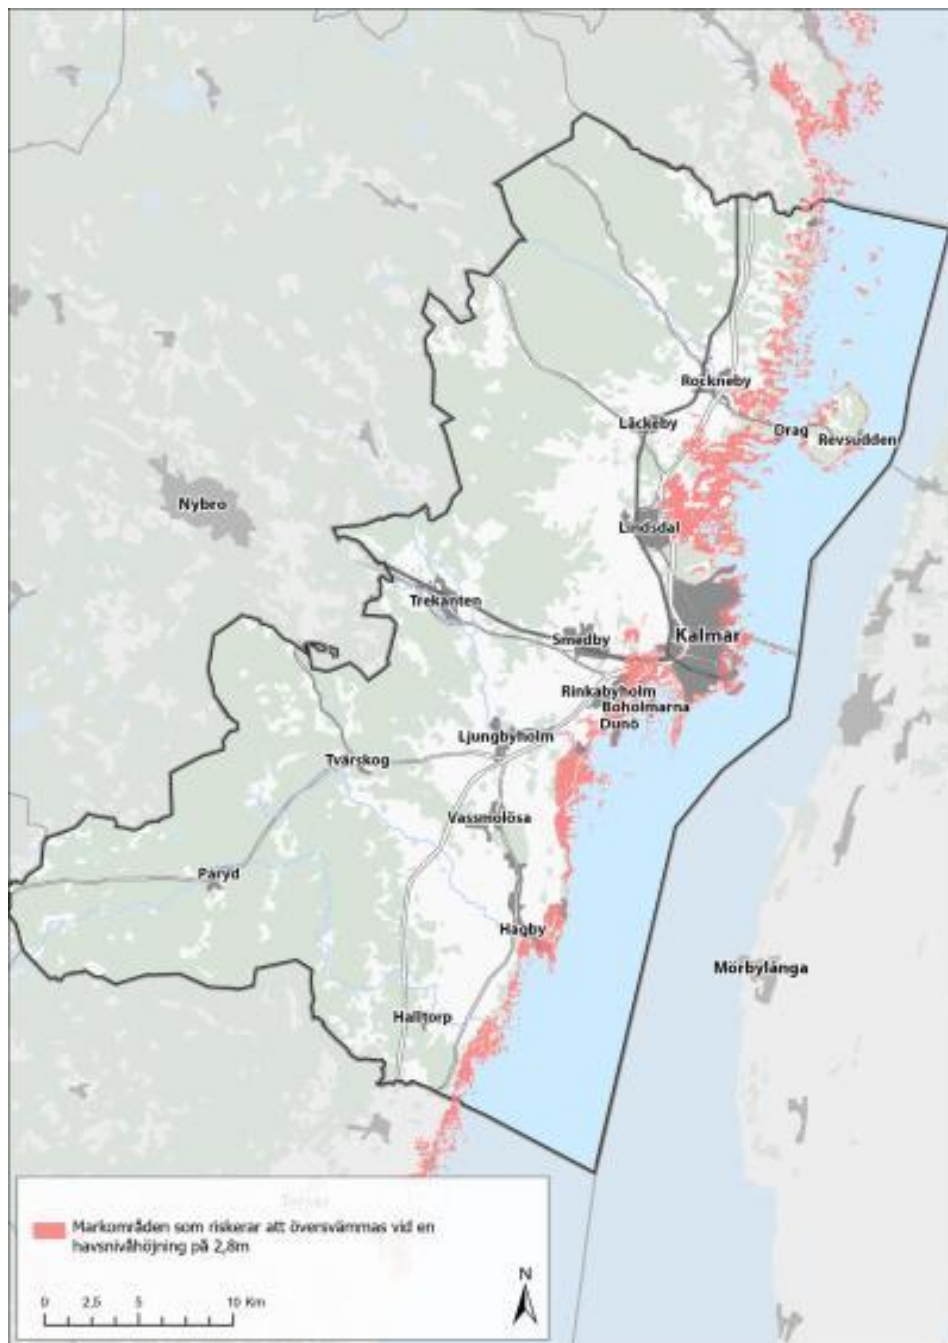 Rockneby
Läckeby
Drag
Revsudden
Nybro
Lindsdal
Trekanten
Smedby
Kalmar
Rinkabyholm
Boholmarna
Dunö
Ljungbyholm
Tvärskog
Vassmolösa
Påryd
Hagby
Mörbylånga
Halltorp
Markområden som riskerar att översvämmas vid en
havsnivåhöjning på 2,8m
N
0 2,5 5 10 Km